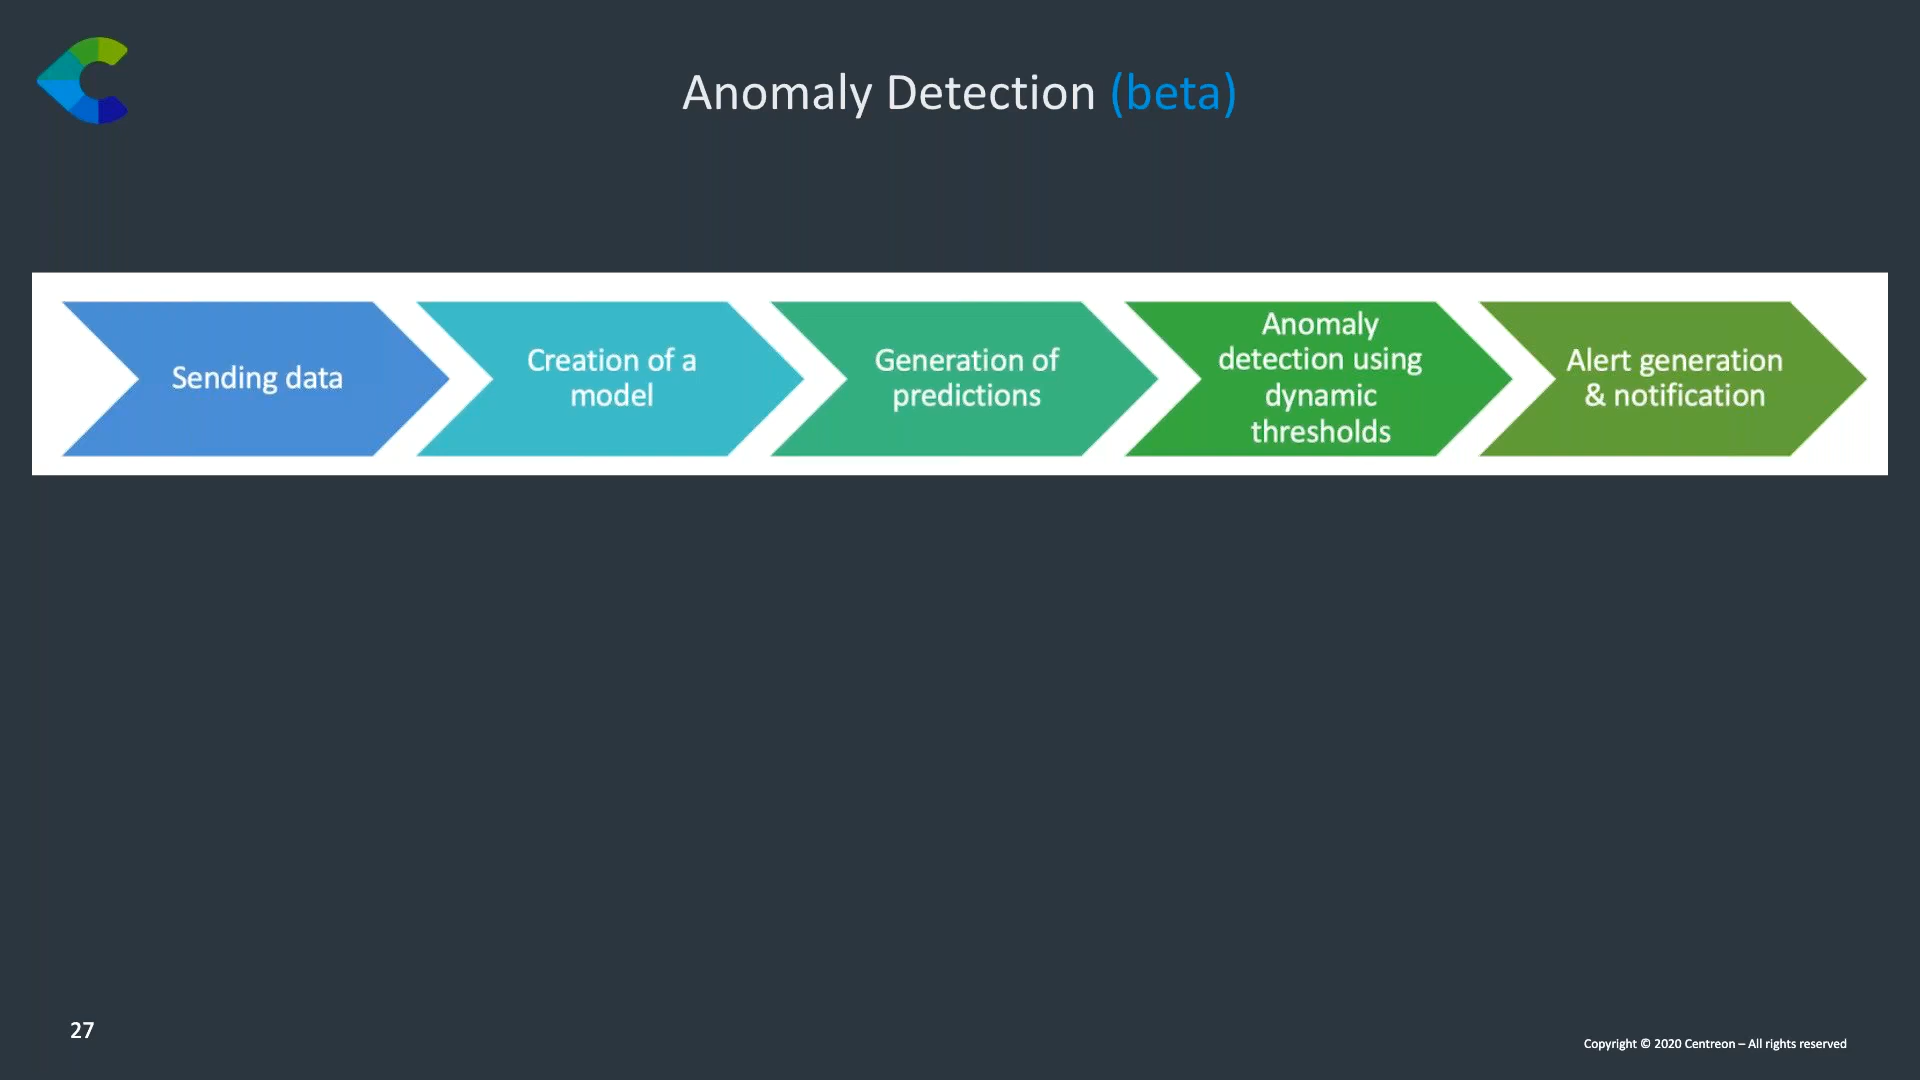 Anomaly Detection (beta)
Sending data
Creation of a
model
Generation of
predictions
Anomaly
detection using
dynamic
thresholds
Alert generation
& notification
27
Copyright © 2020 Centreon – All rights reserved